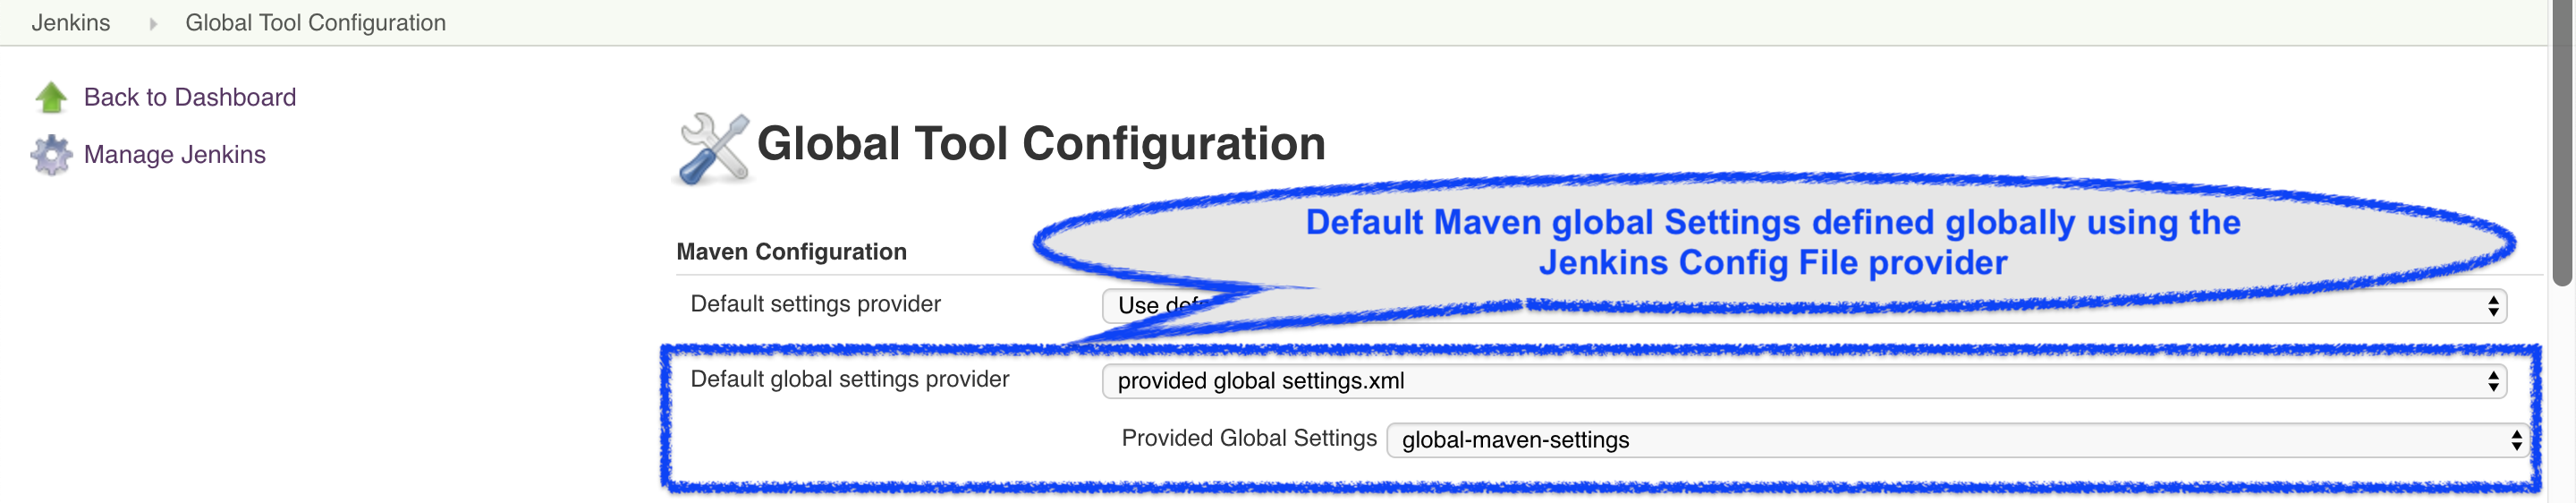 Jenkins Global Tool Configuration
Back to Dashboard
Manage Jenkins
Global Tool Configuration
Default Maven global Settings defined globally using the
Jenkins Config File provider
Maven Configuration
Default settings provider Use
Default global settings provider provided global settings.xml
Provided Global Settings global-maven-settings